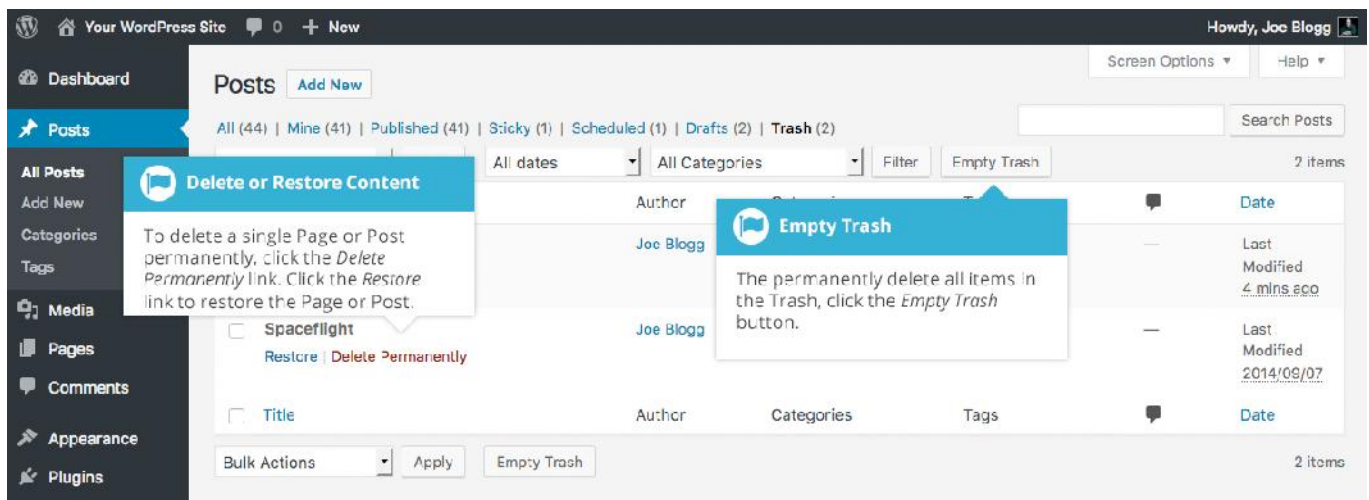 Your WordPress Site 0 + New Howdy, Joe Blogg
Dashboard
Screen Options Help
Posts Add New
Posts
All (44) | Mine (41) | Published (41) | Sticky (1) | Scheduled (1) | Drafts (2) | Trash (2)
Search Posts
All dates All Categories Filter Empty Trash 2 items
All Posts
Add New
Categories
Tags
Media
Pages
Comments
Appearance
Plugins
Delete or Restore Content
To delete a single Page or Post
permanently, click the Delete
Permanently link. Click the Restore
link to restore the Page or Post.
Author
Date
Joe Blogg
— Last
Modified
4 mins ago
Empty Trash
The permanently delete all items in
the Trash, click the Empty Trash
button.
Spaceflight Joe Blogg — Last
Restore | Delete Permanently Modified
2014/09/07
Title Author Categories Tags Date
Bulk Actions Apply Empty Trash 2 items